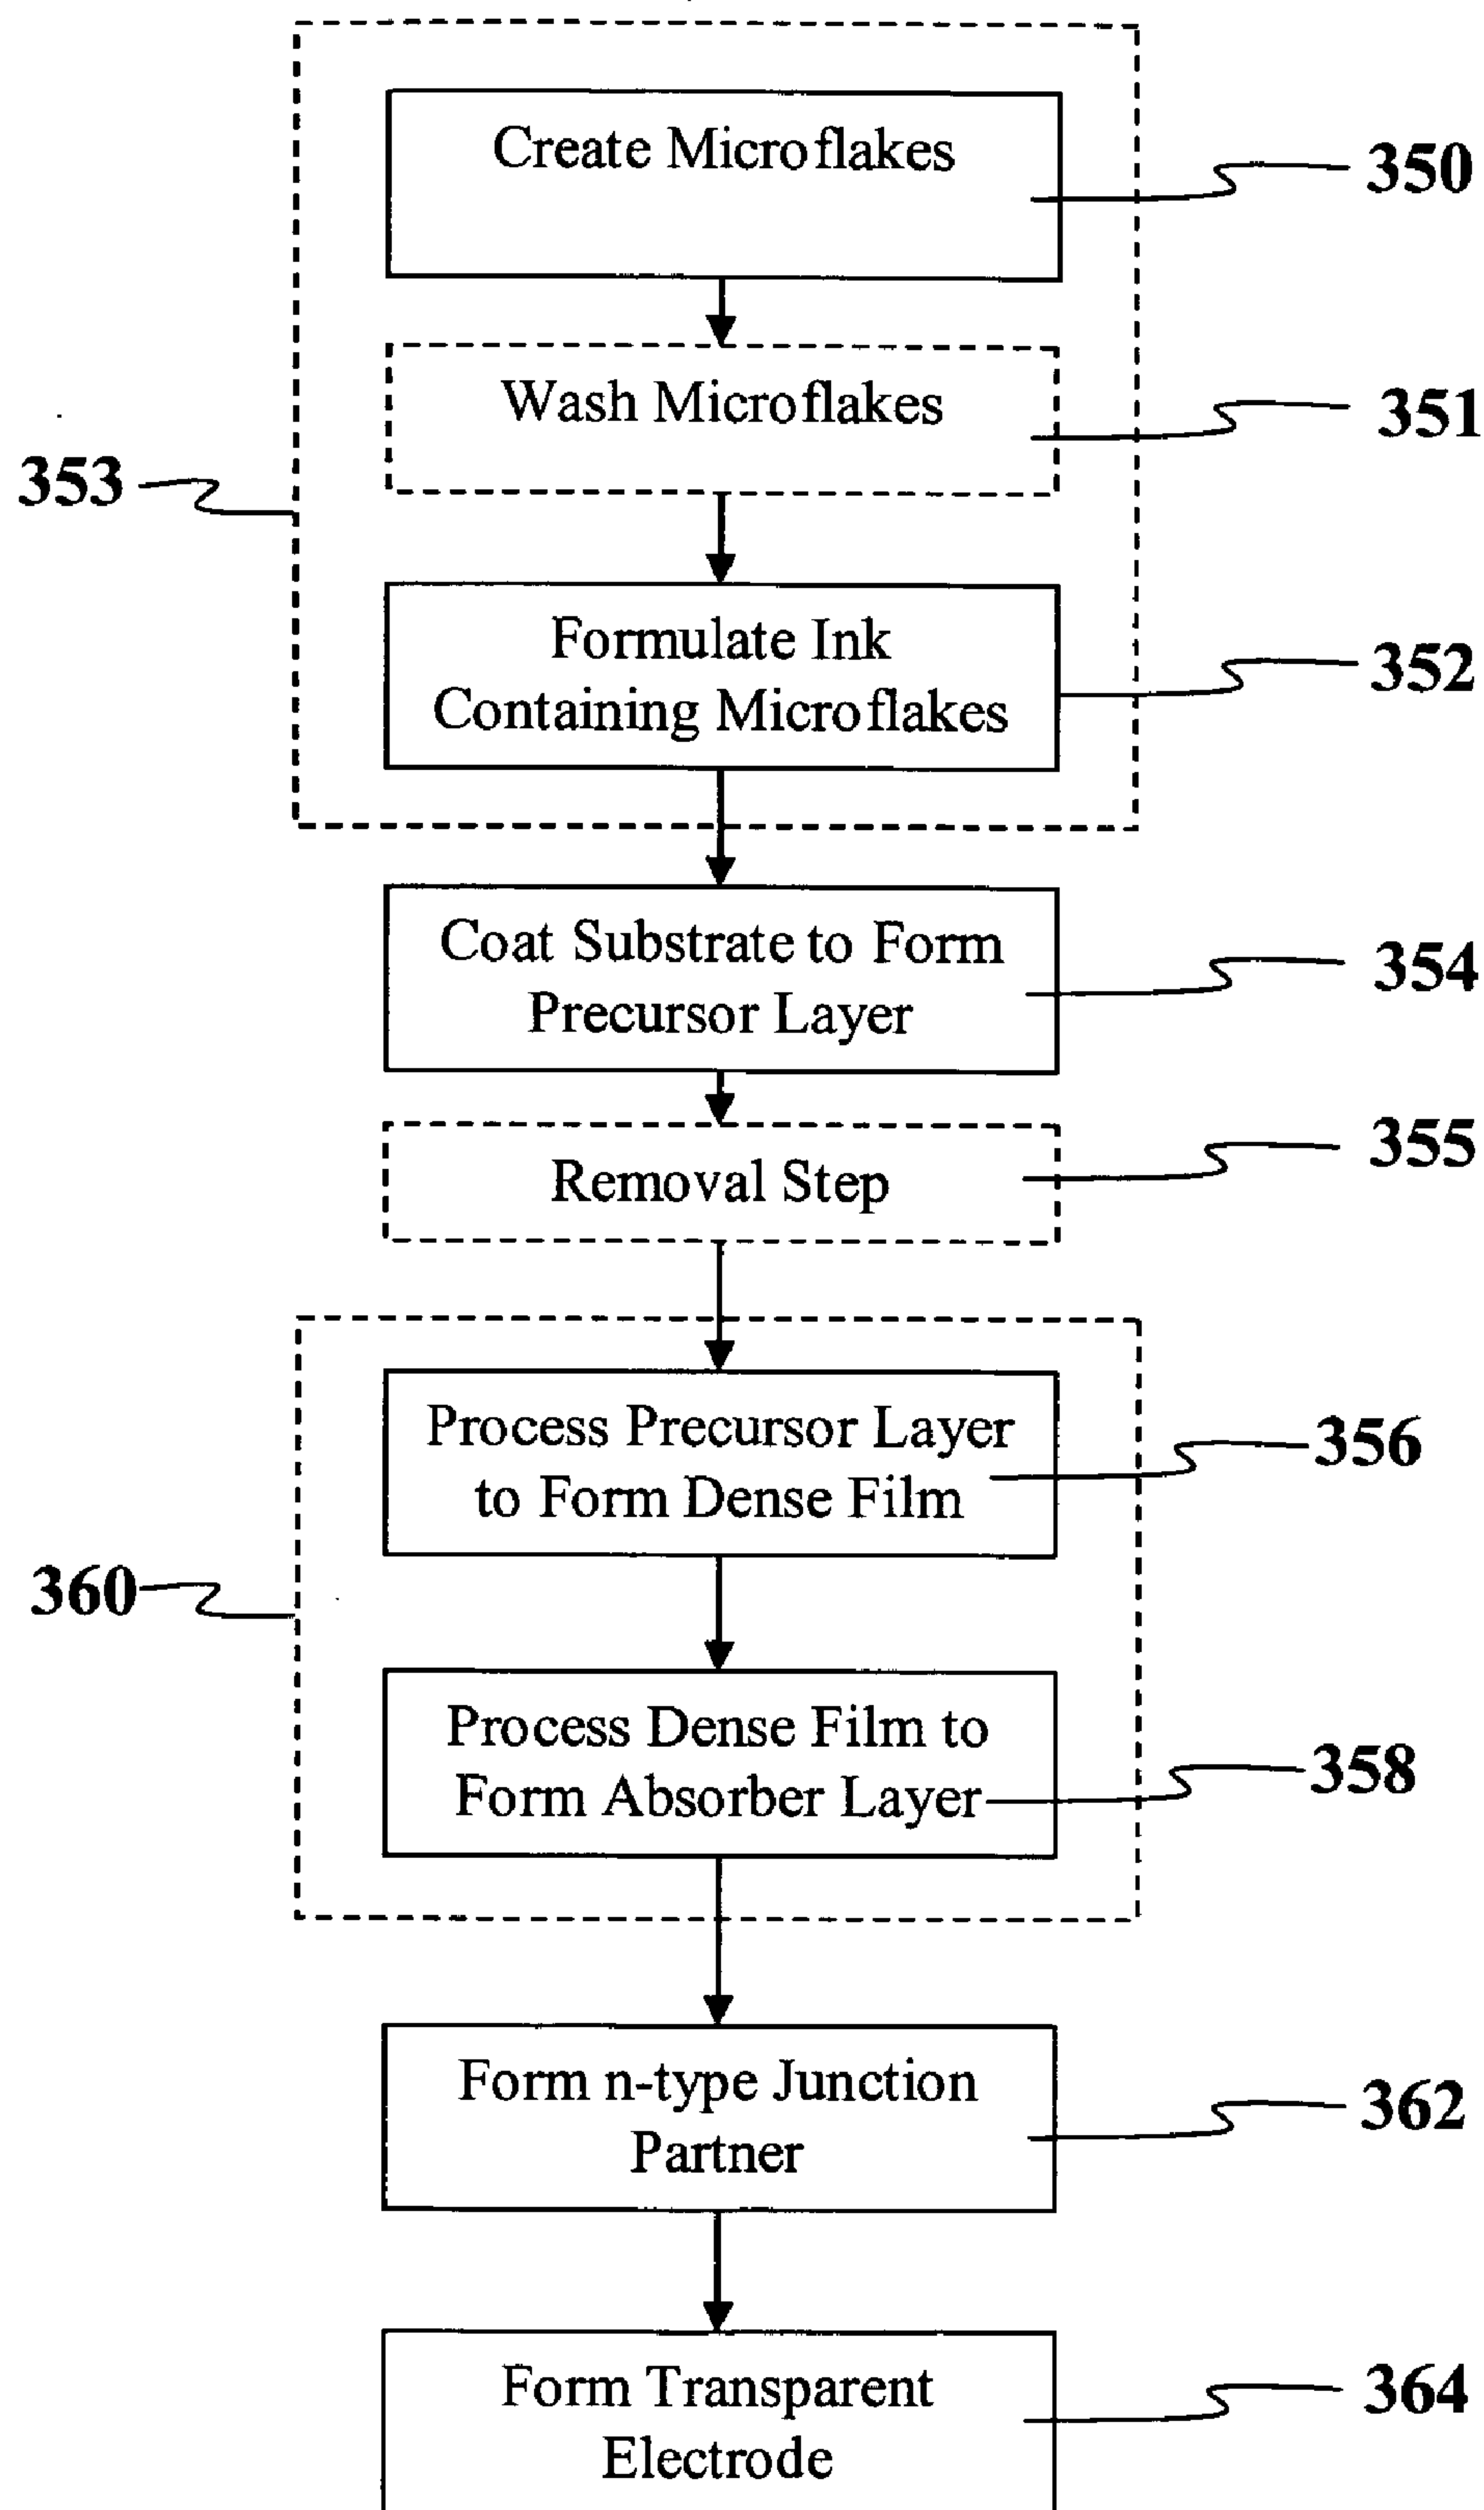 Create Microflakes
350
Wash Microflakes
351
353
Formulate Ink
Containing Microflakes
352
Coat Substrate to Form
Precursor Layer
354
Removal Step
355
Process Precursor Layer
to Form Dense Film
356
360
Process Dense Film to
Form Absorber Layer
358
Form n-type Junction
Partner
362
Form Transparent
Electrode
364